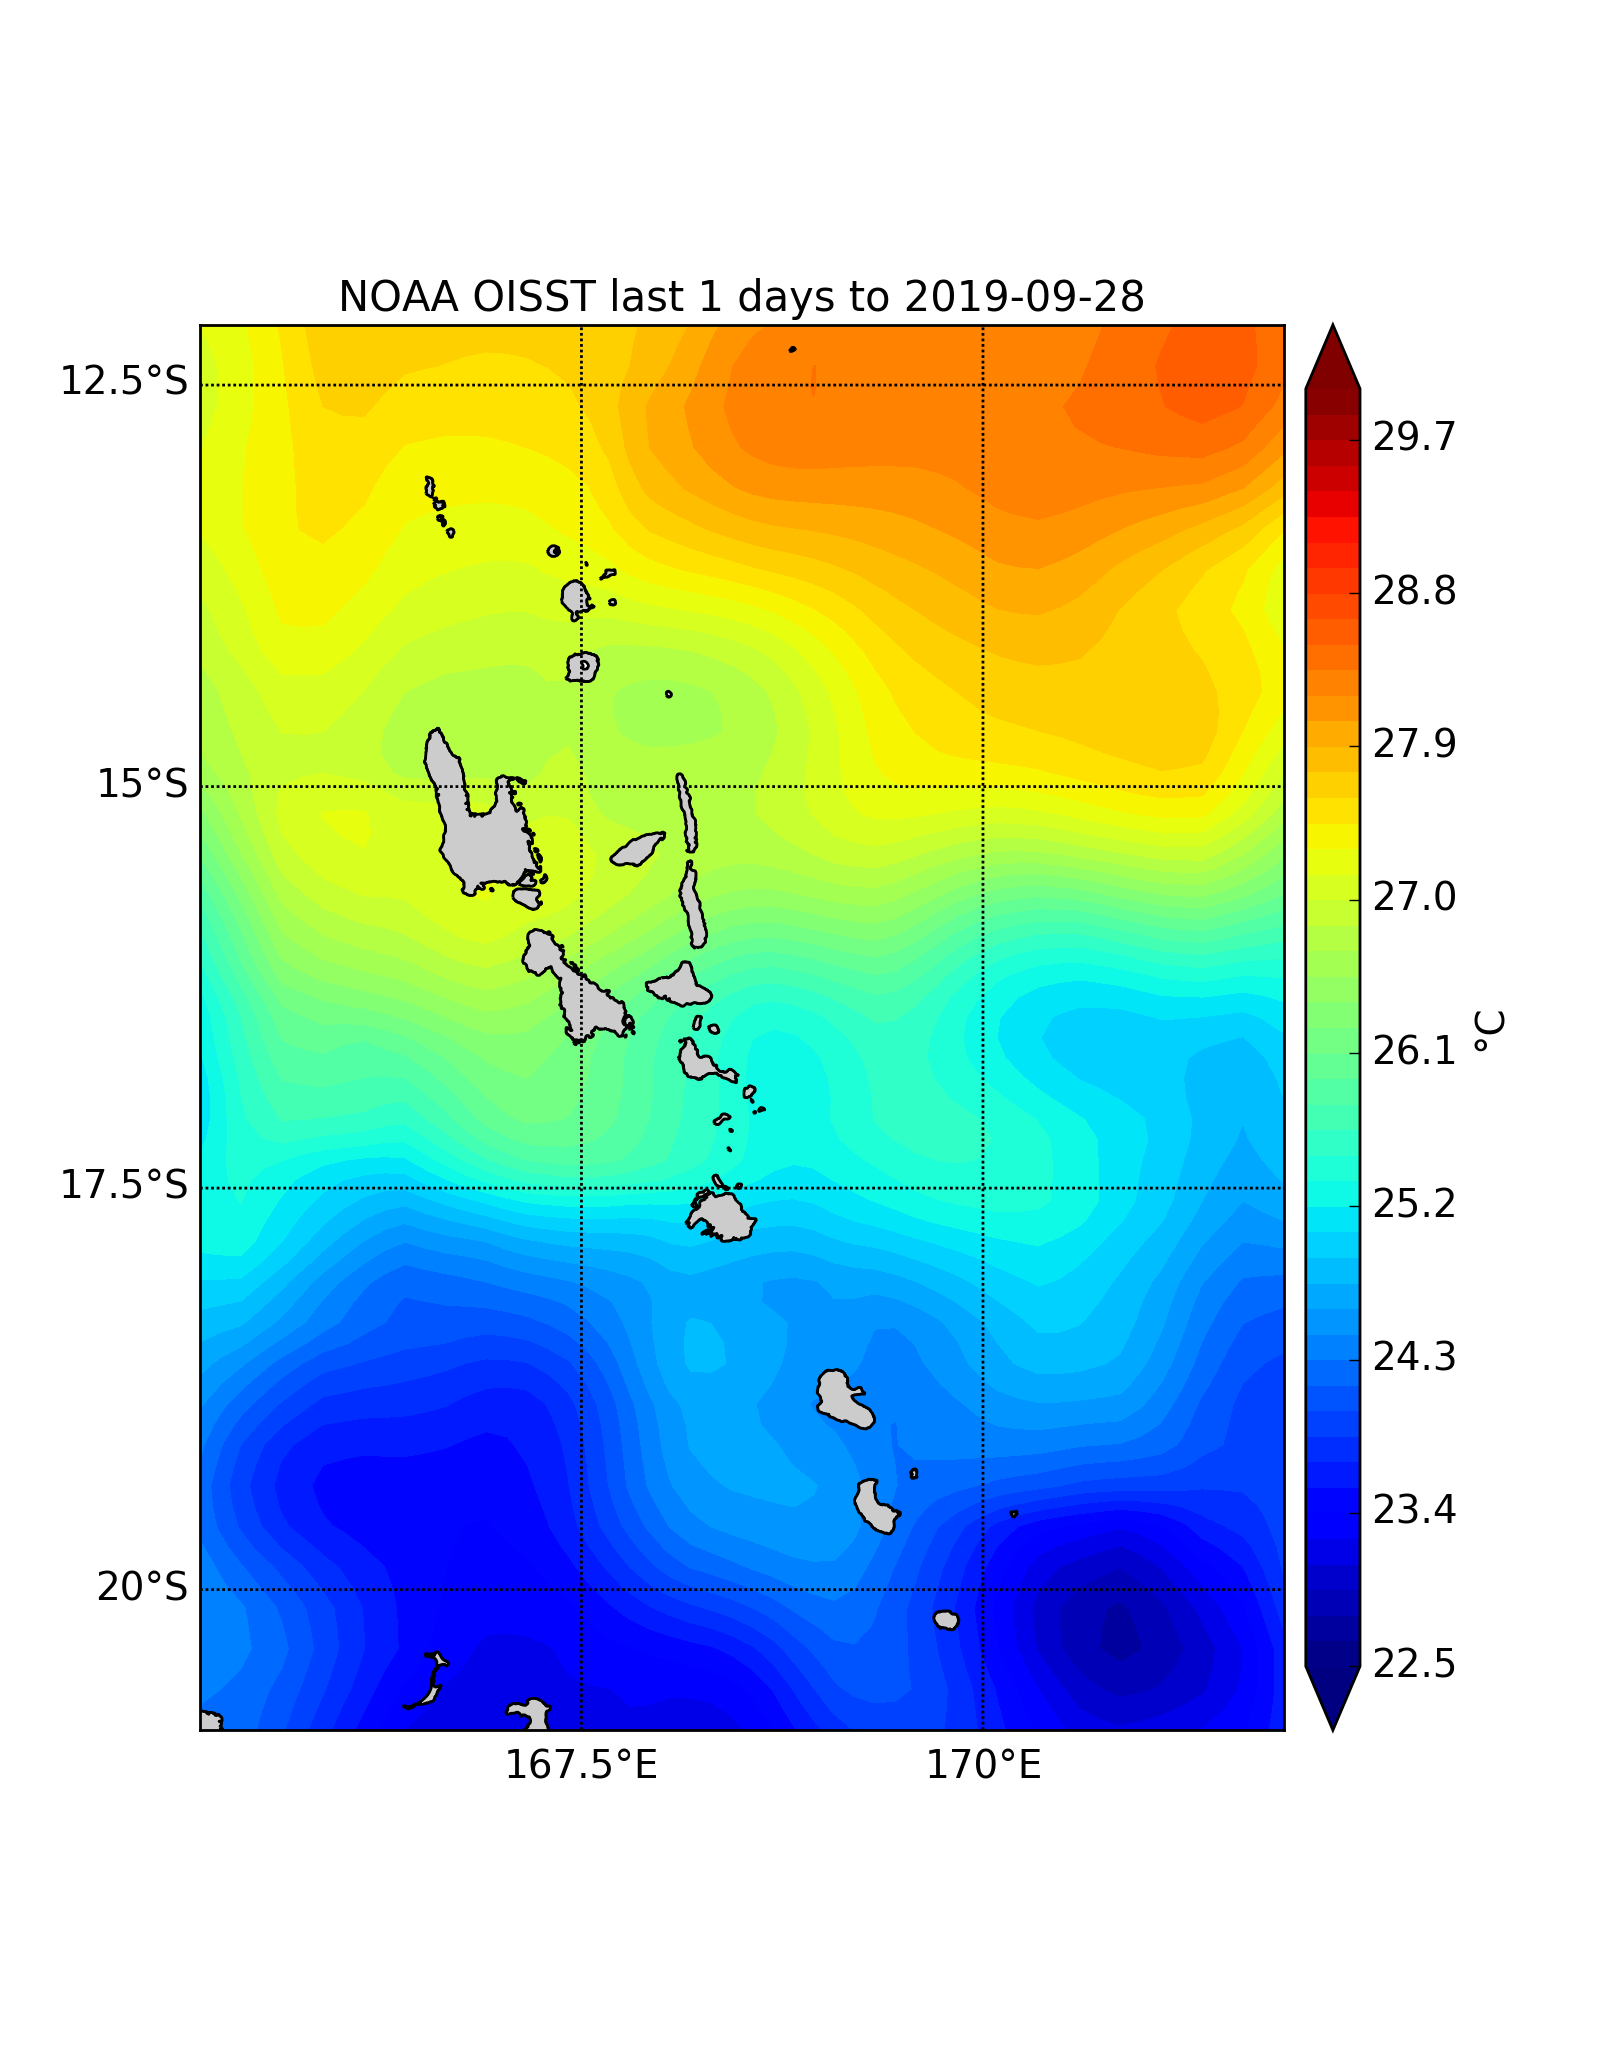 NOAA OISST last 1 days to 2019-09-28
12.5°S
15°S
17.5°S
20°S
167.5°E
170°E
29.7
28.8
27.9
27.0
26.1
25.2
24.3
23.4
22.5
°C